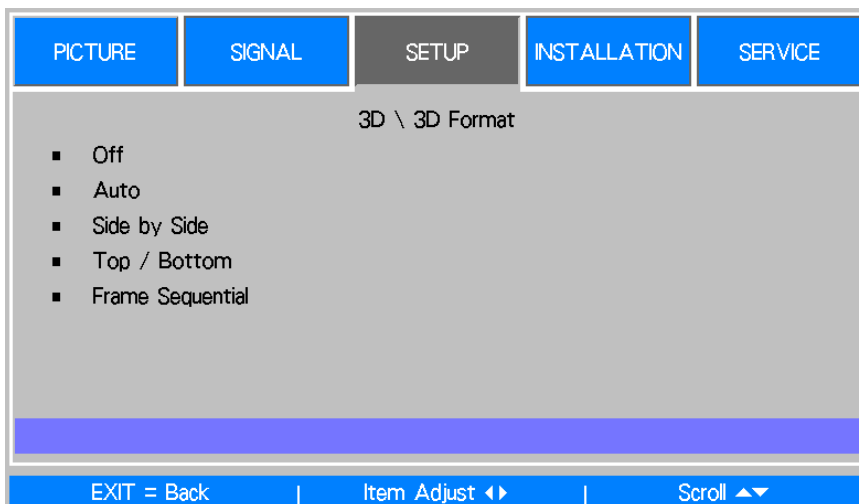 PICTURE SIGNAL SETUP INSTALLATION SERVICE
3D \ 3D Format
▪ Off
▪ Auto
▪ Side by Side
▪ Top / Bottom
▪ Frame Sequential
EXIT = Back | Item Adjust ◂▸ | Scroll ▴▾